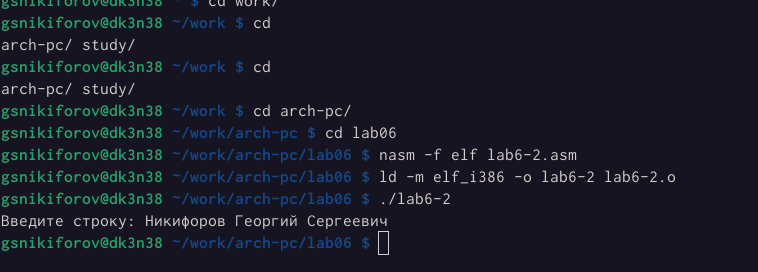 gsnikiforov@dk3n38 ~ $ cd work/
gsnikiforov@dk3n38 ~/work $ cd
arch-pc/ study/
gsnikiforov@dk3n38 ~/work $ cd
arch-pc/ study/
gsnikiforov@dk3n38 ~/work $ cd arch-pc/
gsnikiforov@dk3n38 ~/work/arch-pc $ cd lab06
gsnikiforov@dk3n38 ~/work/arch-pc/lab06 $ nasm -f elf lab6-2.asm
gsnikiforov@dk3n38 ~/work/arch-pc/lab06 $ ld -m elf_i386 -o lab6-2 lab6-2.o
gsnikiforov@dk3n38 ~/work/arch-pc/lab06 $ ./lab6-2
Введите строку: Никифоров Георгий Сергеевич
gsnikiforov@dk3n38 ~/work/arch-pc/lab06 $